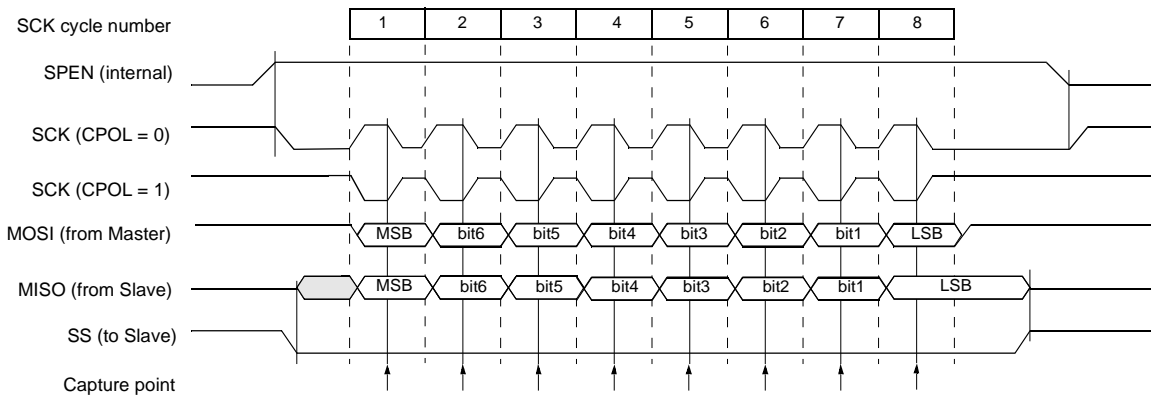 SCK cycle number 1 2 3 4 5 6 7 8
SPEN (internal)
SCK (CPOL = 0)
SCK (CPOL = 1)
MOSI (from Master) MSB bit6 bit5 bit4 bit3 bit2 bit1 LSB
MISO (from Slave) MSB bit6 bit5 bit4 bit3 bit2 bit1 LSB
SS (to Slave)
Capture point